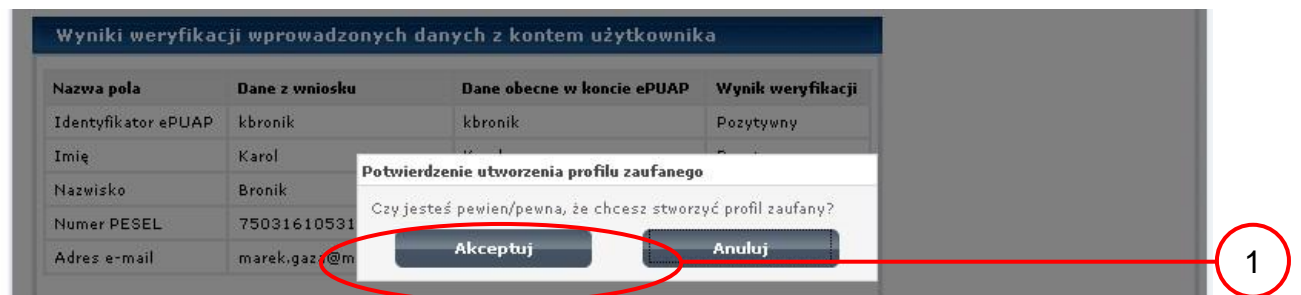 Wyniki weryfikacji wprowadzonych danych z kontem użytkownika
Nazwa pola Dane z wniosku Dane obecne w koncie ePUAP Wynik weryfikacji
Identyfikator ePUAP kbronik kbronik Pozytywny
Imię Karol
Potwierdzenie utworzenia profilu zaufanego
Nazwisko Bronik
Czy jesteś pewien/pewna, że chcesz stworzyć profil zaufany?
Numer PESEL 75031610531
Akceptuj Anuluj
Adres e-mail
1